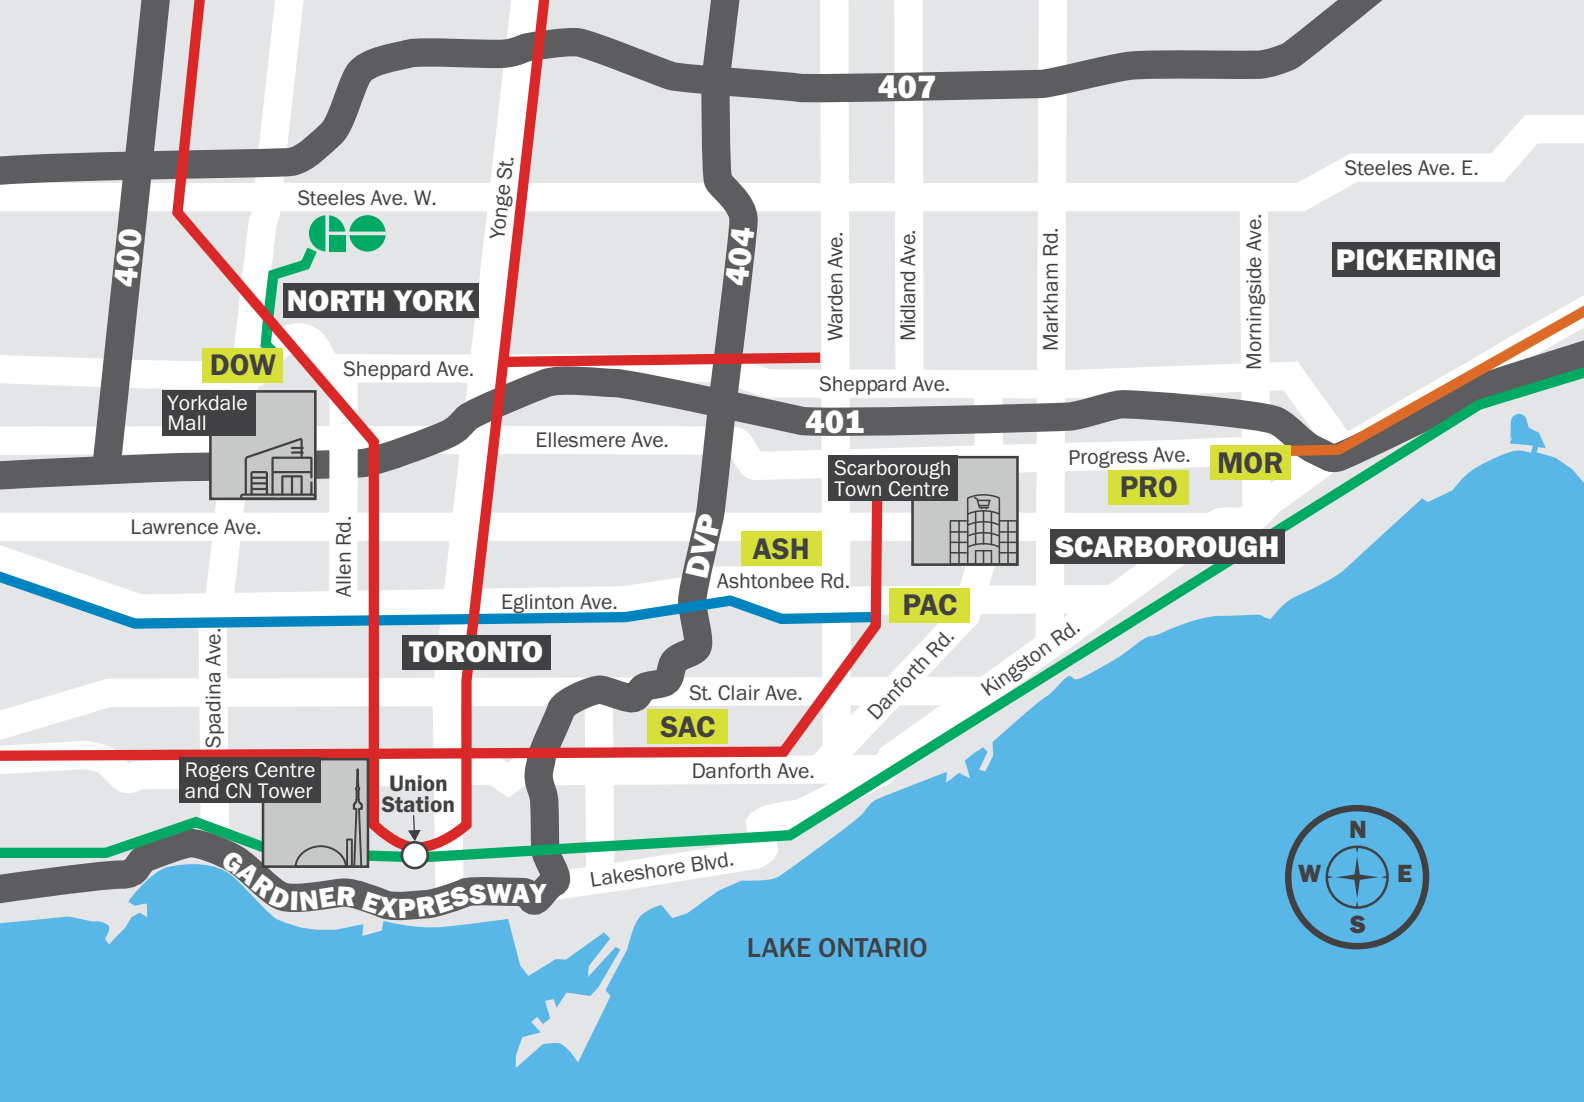 407
Steeles Ave. E.
Steeles Ave. W.
Yonge St.
GO
400
404
Warden Ave.
Midland Ave.
Markham Rd.
Morningside Ave.
PICKERING
NORTH YORK
DOW
Sheppard Ave.
Sheppard Ave.
Yorkdale
Mall
401
Ellesmere Ave.
Progress Ave.
MOR
PRO
Scarborough
Town Centre
Lawrence Ave.
Allen Rd.
DVP
ASH
Ashtonbee Rd.
SCARBOROUGH
Eglinton Ave.
PAC
TORONTO
Spadina Ave.
Danforth Rd.
Kingston Rd.
St. Clair Ave.
SAC
Danforth Ave.
Rogers Centre
and CN Tower
Union
Station
Lakeshore Blvd.
GARDINER EXPRESSWAY
LAKE ONTARIO
N
W
E
S